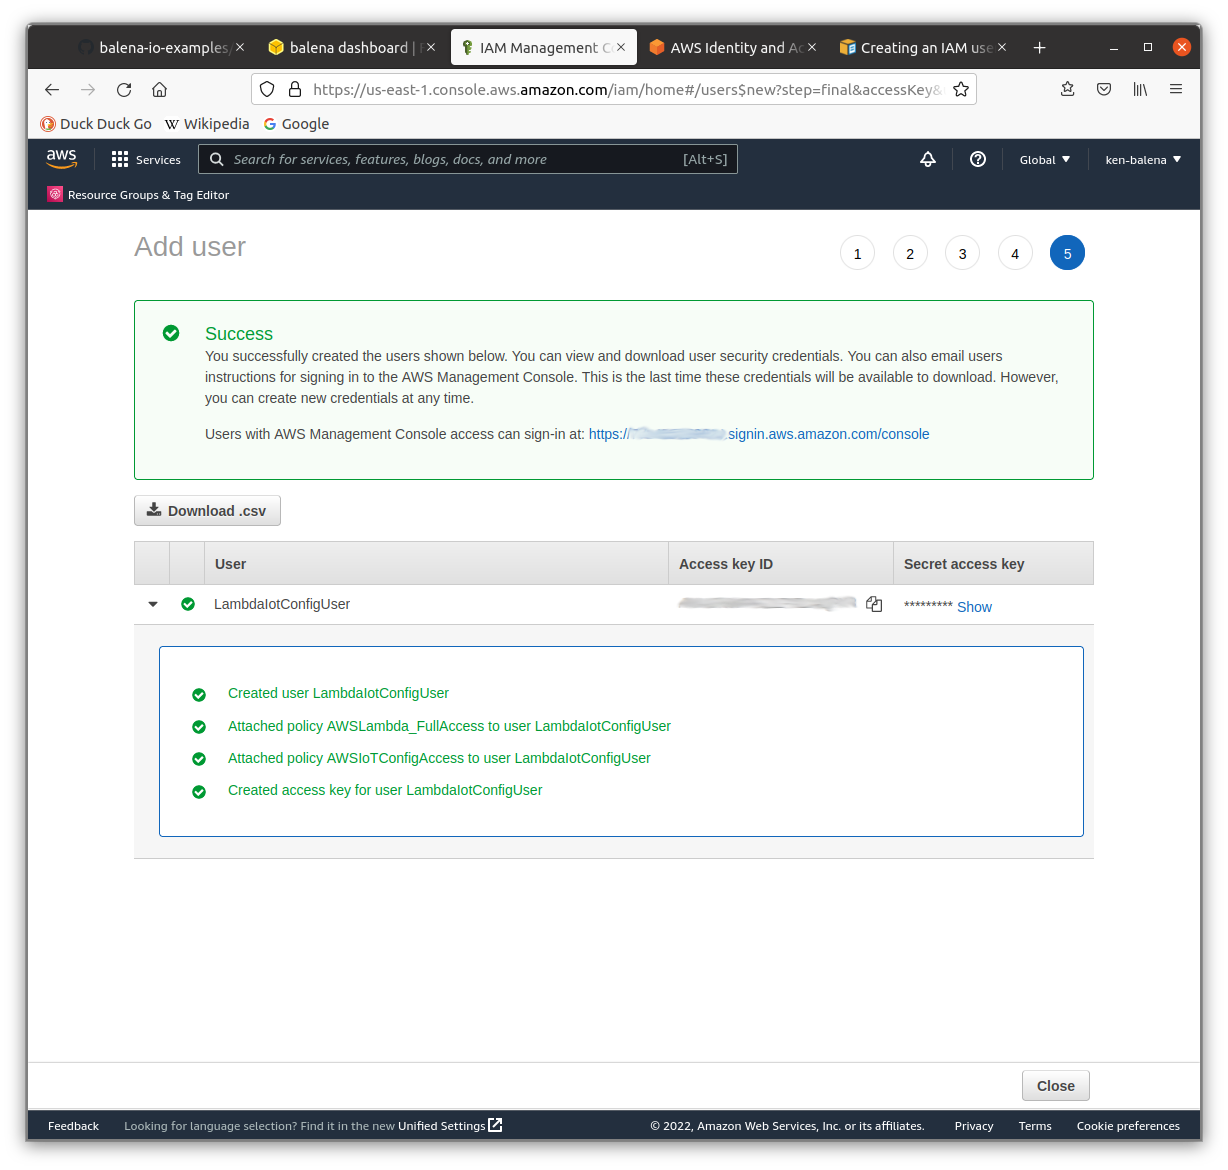 balena-io-examples/
balena dashboard | F
IAM Management C
AWS Identity and Ac
Creating an IAM use
https://us-east-1.console.aws.amazon.com/iam/home#/users$new?step=final&accessKey&
Duck Duck Go
Wikipedia
Google
aws
Services
Search for services, features, blogs, docs, and more
[Alt+S]
Global
ken-balena
Resource Groups & Tag Editor
Add user
1 2 3 4 5
Success
You successfully created the users shown below. You can view and download user security credentials. You can also email users
instructions for signing in to the AWS Management Console. This is the last time these credentials will be available to download. However,
you can create new credentials at any time.
Users with AWS Management Console access can sign-in at: https:// signin.aws.amazon.com/console
Download .csv
User Access key ID Secret access key
LambdaIotConfigUser ********* Show
Created user LambdaIotConfigUser
Attached policy AWSLambda_FullAccess to user LambdaIotConfigUser
Attached policy AWSIoTConfigAccess to user LambdaIotConfigUser
Created access key for user LambdaIotConfigUser
Close
Feedback
Looking for language selection? Find it in the new Unified Settings
© 2022, Amazon Web Services, Inc. or its affiliates.
Privacy
Terms
Cookie preferences